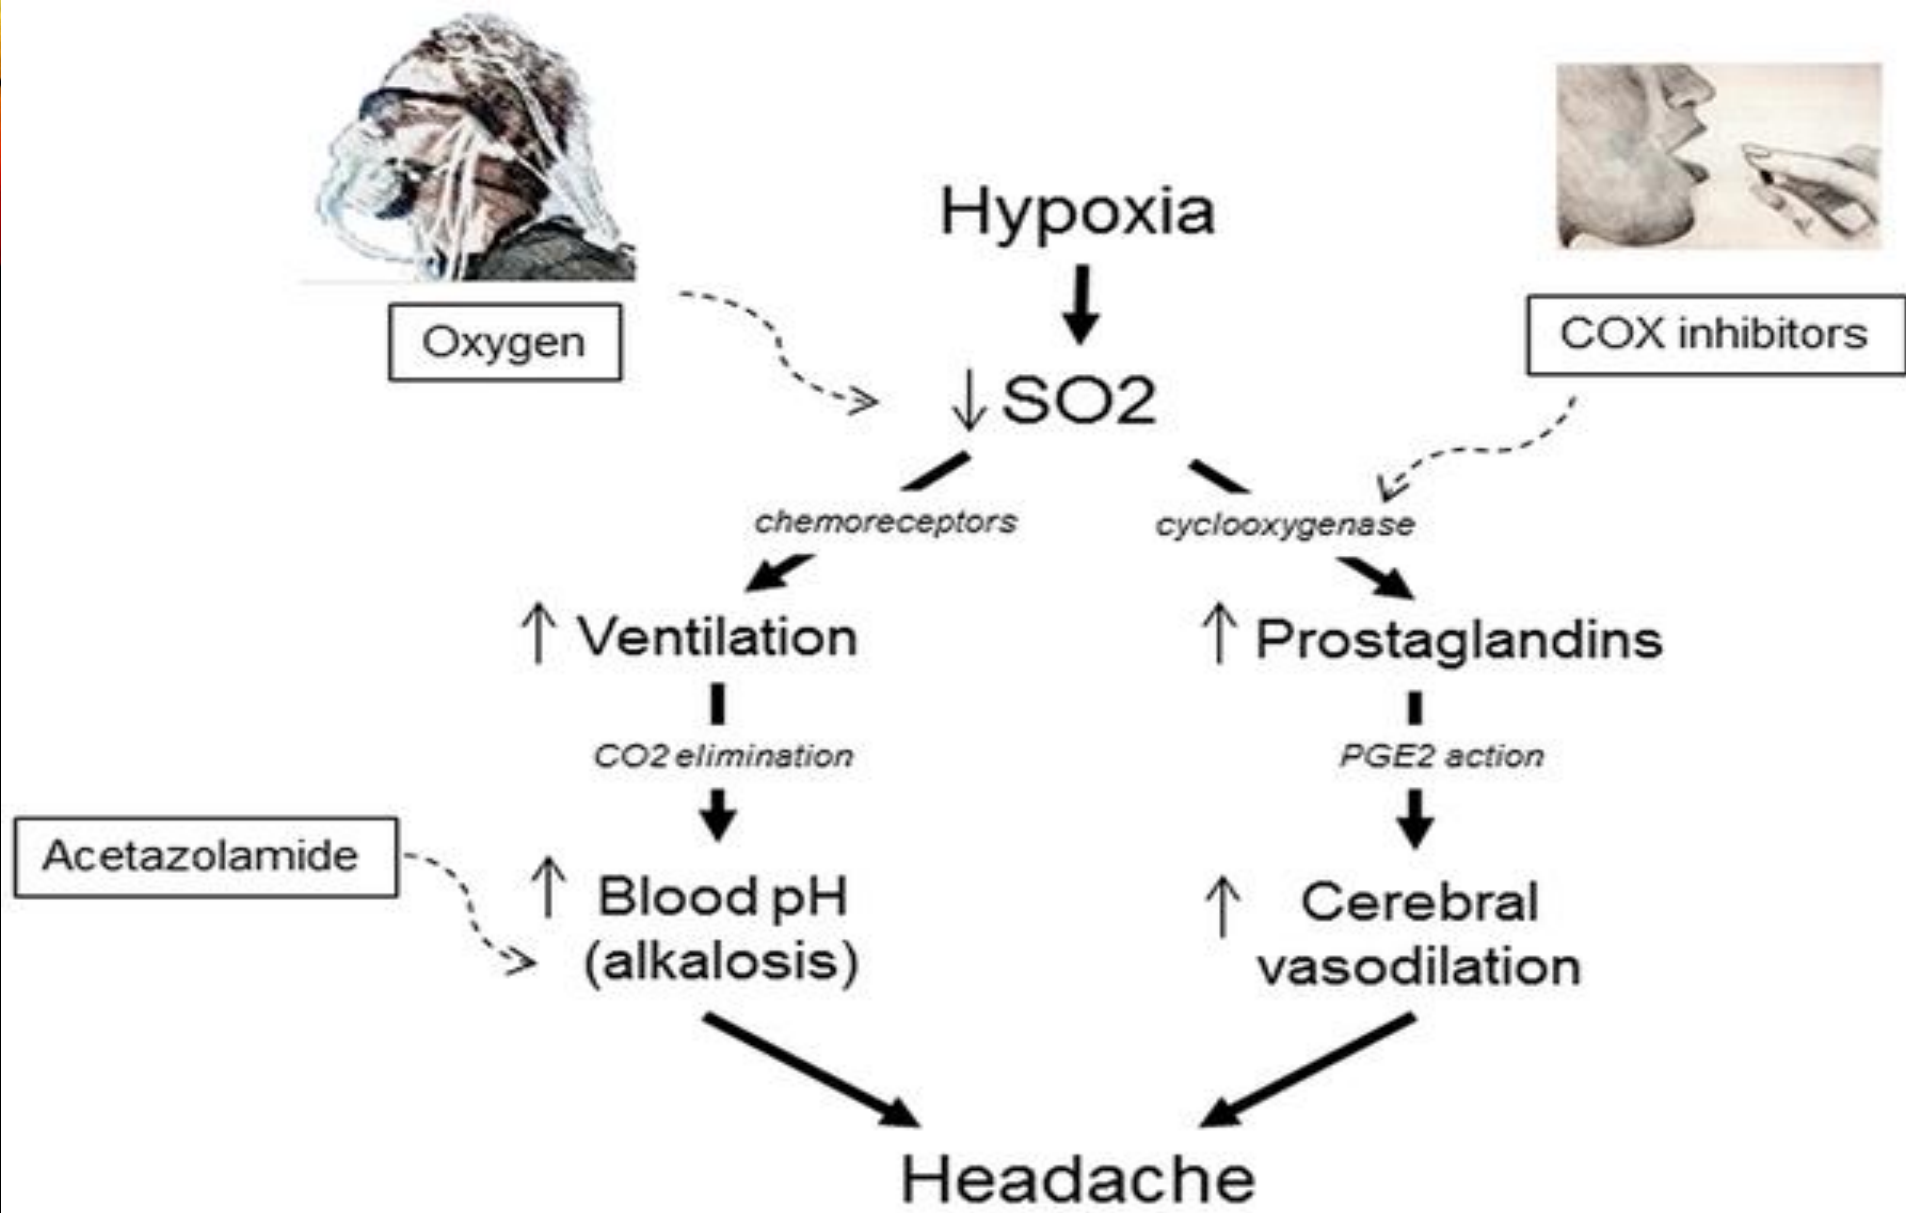 Hypoxia
Oxygen
COX inhibitors
↓ SO2
chemoreceptors
cyclooxygenase
↑ Ventilation
↑ Prostaglandins
CO2 elimination
PGE2 action
Acetazolamide
↑ Blood pH
(alkalosis)
↑ Cerebral
vasodilation
Headache